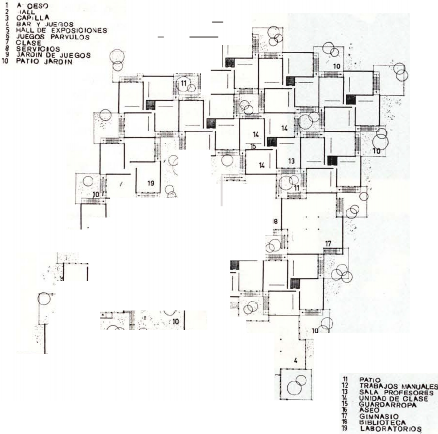 1 A CESO
2 HALL
3 CAPILLA
4 BAR Y JUEGOS
5 HALL DE EXPOSICIONES
6 JUEGOS PARVULOS
7 CLASE
8 SERVICIOS
9 JARDIN DE JUEGOS
10 PATIO JARDIN
10
11
14 14
15
14 13
10
19
11
10
18
17
10
10
4
11 PATIO
12 TRABAJOS MANUALES
13 SALA PROFESORES
14 UNIDAD DE CLASE
15 GUARDARROPA
16 ASEO
17 GIMNASIO
18 BIBLIOTECA
19 LABORATORIOS